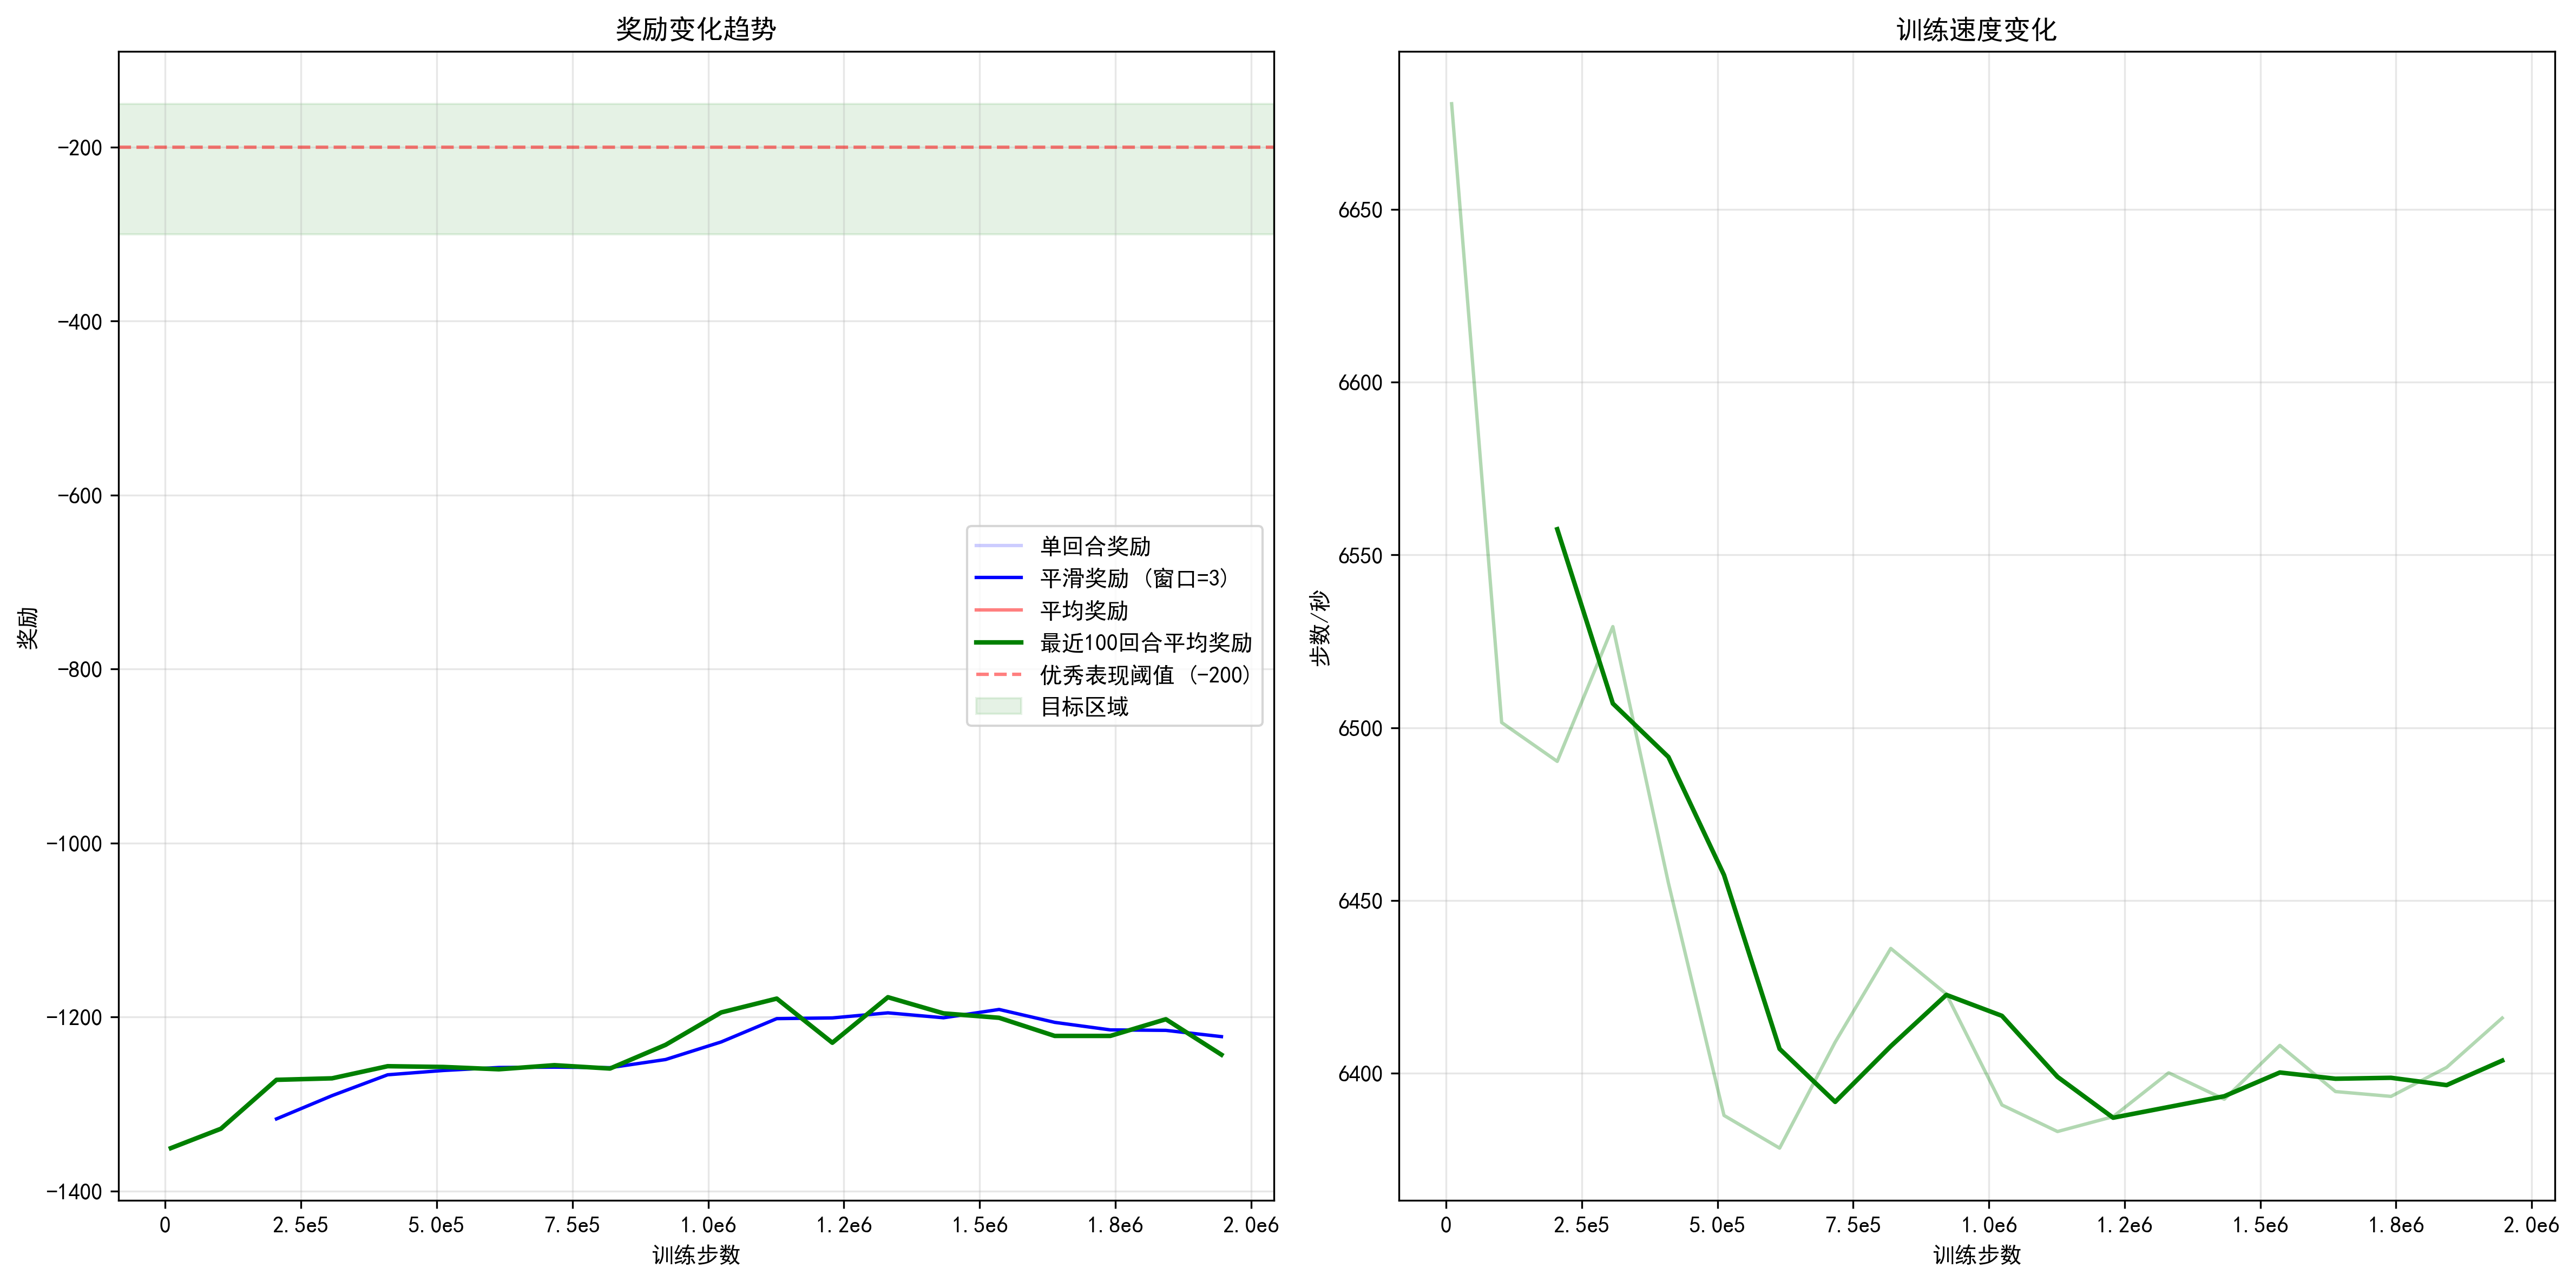 奖励变化趋势
奖励
-200
-400
-600
-800
-1000
-1200
-1400
单回合奖励
平滑奖励 (窗口=3)
平均奖励
最近100回合平均奖励
优秀表现阈值 (-200)
目标区域
0 2.5e5 5.0e5 7.5e5 1.0e6 1.2e6 1.5e6 1.8e6 2.0e6
训练步数
训练速度变化
步数/秒
6650
6600
6550
6500
6450
6400
0 2.5e5 5.0e5 7.5e5 1.0e6 1.2e6 1.5e6 1.8e6 2.0e6
训练步数